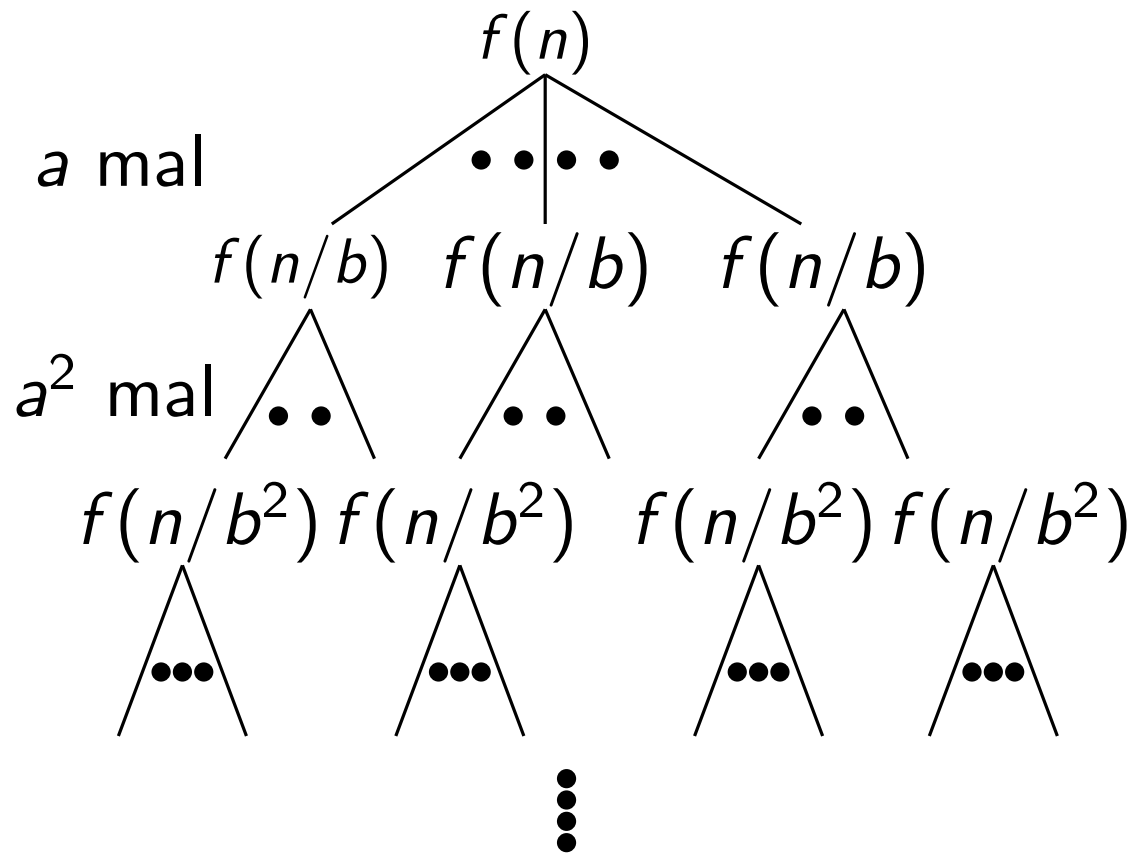 f(n)
a mal
f(n/b) f(n/b) f(n/b)
a² mal
f(n/b²) f(n/b²) f(n/b²) f(n/b²)